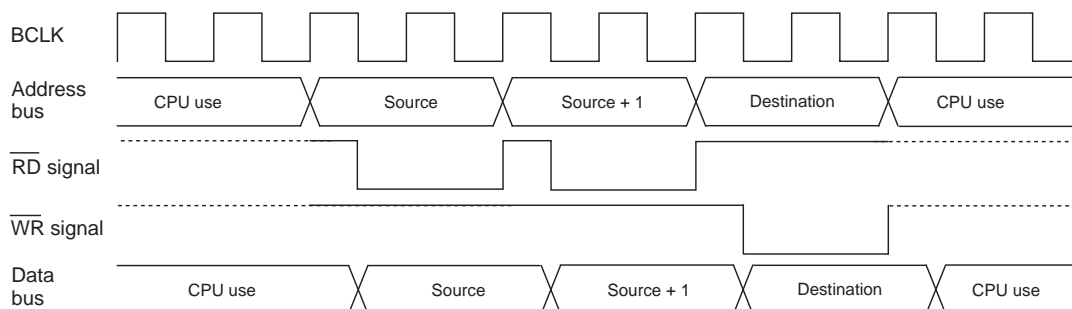 BCLK
Address bus
CPU use
Source
Source + 1
Destination
CPU use
RD signal
WR signal
Data bus
CPU use
Source
Source + 1
Destination
CPU use